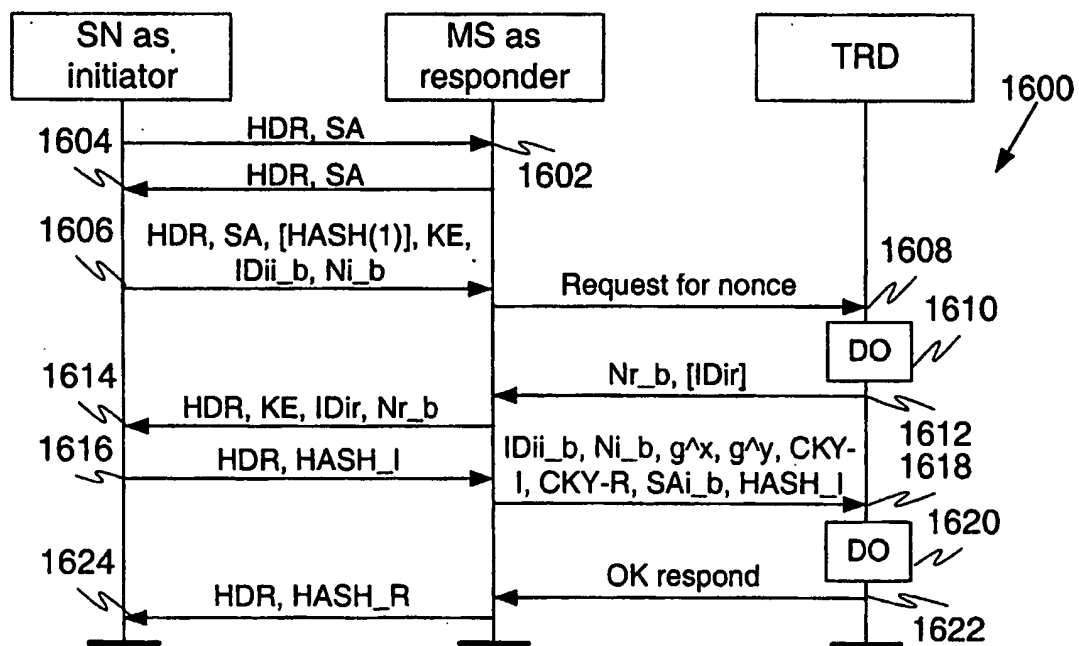 SN as
initiator
MS as
responder
TRD
1600
1604
HDR, SA
1602
HDR, SA
1606
HDR, SA, [HASH(1)], KE,
IDii_b, Ni_b
1608
Request for nonce
1610
DO
1614
Nr_b, [IDir]
HDR, KE, IDir, Nr_b
1612
1616
HDR, HASH_I
IDii_b, Ni_b, g^x, g^y, CKY-
I, CKY-R, SAi_b, HASH_I
1618
1620
DO
1624
OK respond
HDR, HASH_R
1622